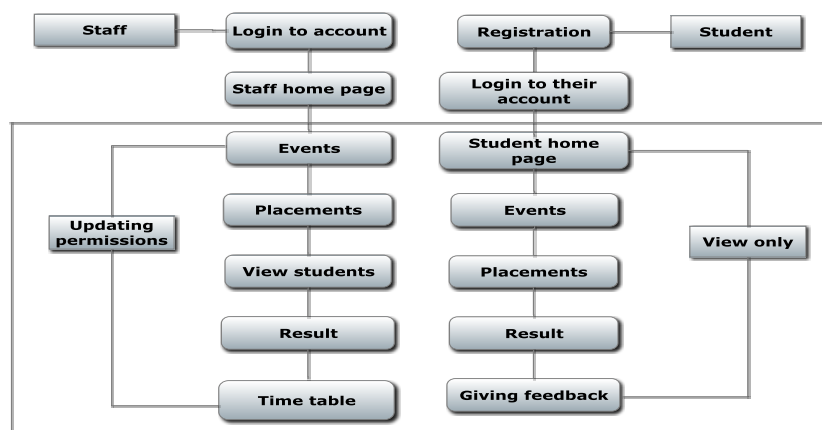 Staff
Login to account
Registration
Student
Staff home page
Login to their
account
Events
Student home
page
Updating
permissions
Placements
Events
View only
View students
Placements
Result
Result
Time table
Giving feedback